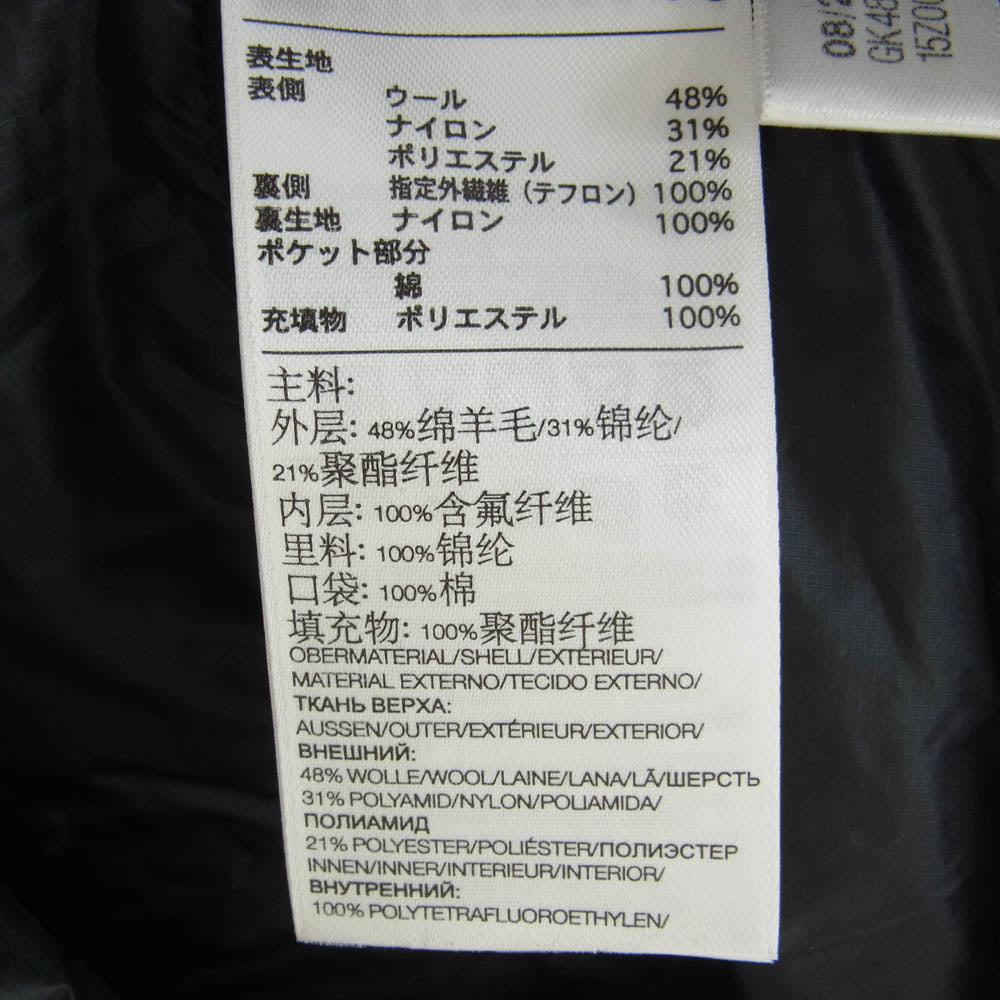 表生地
表側 ウール 48%
ナイロン 31%
ポリエステル 21%
裏側 指定外繊維（テフロン） 100%
裏生地 ナイロン 100%
ポケット部分
綿 100%
充填物 ポリエステル 100%
主料:
外层: 48%绵羊毛/31%锦纶/
21%聚酯纤维
内层: 100%含氟纤维
里料: 100%锦纶
口袋: 100%棉
填充物: 100%聚酯纤维
OBERMATERIAL/SHELL/EXTÉRIEUR/
MATERIAL EXTERNO/TECIDO EXTERNO/
ТКАНЬ ВЕРХА:
AUSSEN/OUTER/EXTÉRIEUR/EXTERIOR/
ВНЕШНИЙ:
48% WOLLE/WOOL/LAINE/LANA/LÃ/ШЕРСТЬ
31% POLYAMID/NYLON/POLIAMIDA/
ПОЛИАМИД
21% POLYESTER/POLIÉSTER/ПОЛИЭСТЕР
INNEN/INNER/INTERIEUR/INTERIOR/
ВНУТРЕННИЙ:
100% POLYTETRAFLUOROETHYLEN/
08/2
GK48
15Z00